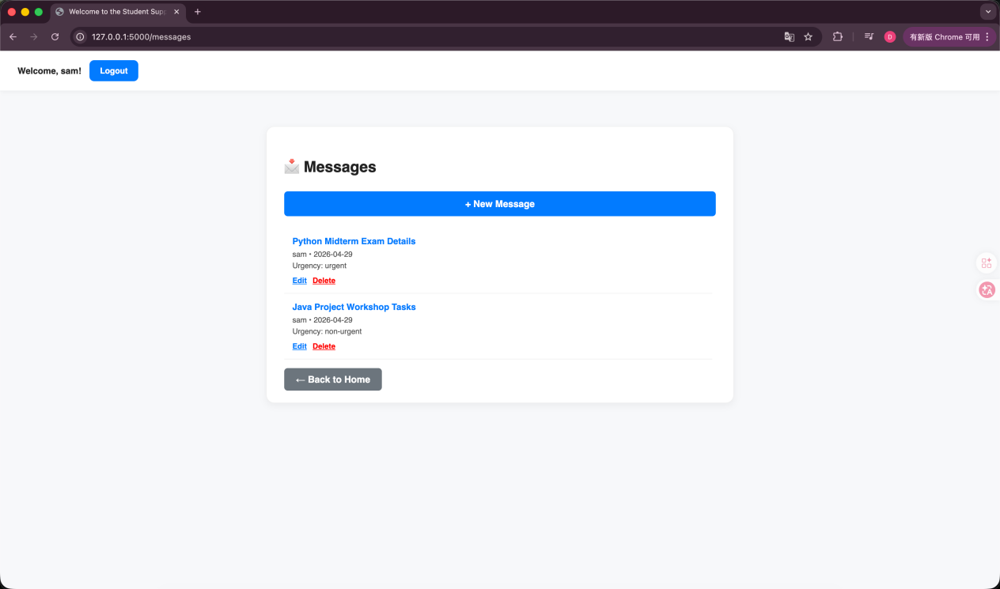 Welcome to the Student Supp
127.0.0.1:5000/messages
D
有新版 Chrome 可用
Welcome, sam!
Logout
Messages
+ New Message
Python Midterm Exam Details
sam • 2026-04-29
Urgency: urgent
Edit Delete
Java Project Workshop Tasks
sam • 2026-04-29
Urgency: non-urgent
Edit Delete
← Back to Home